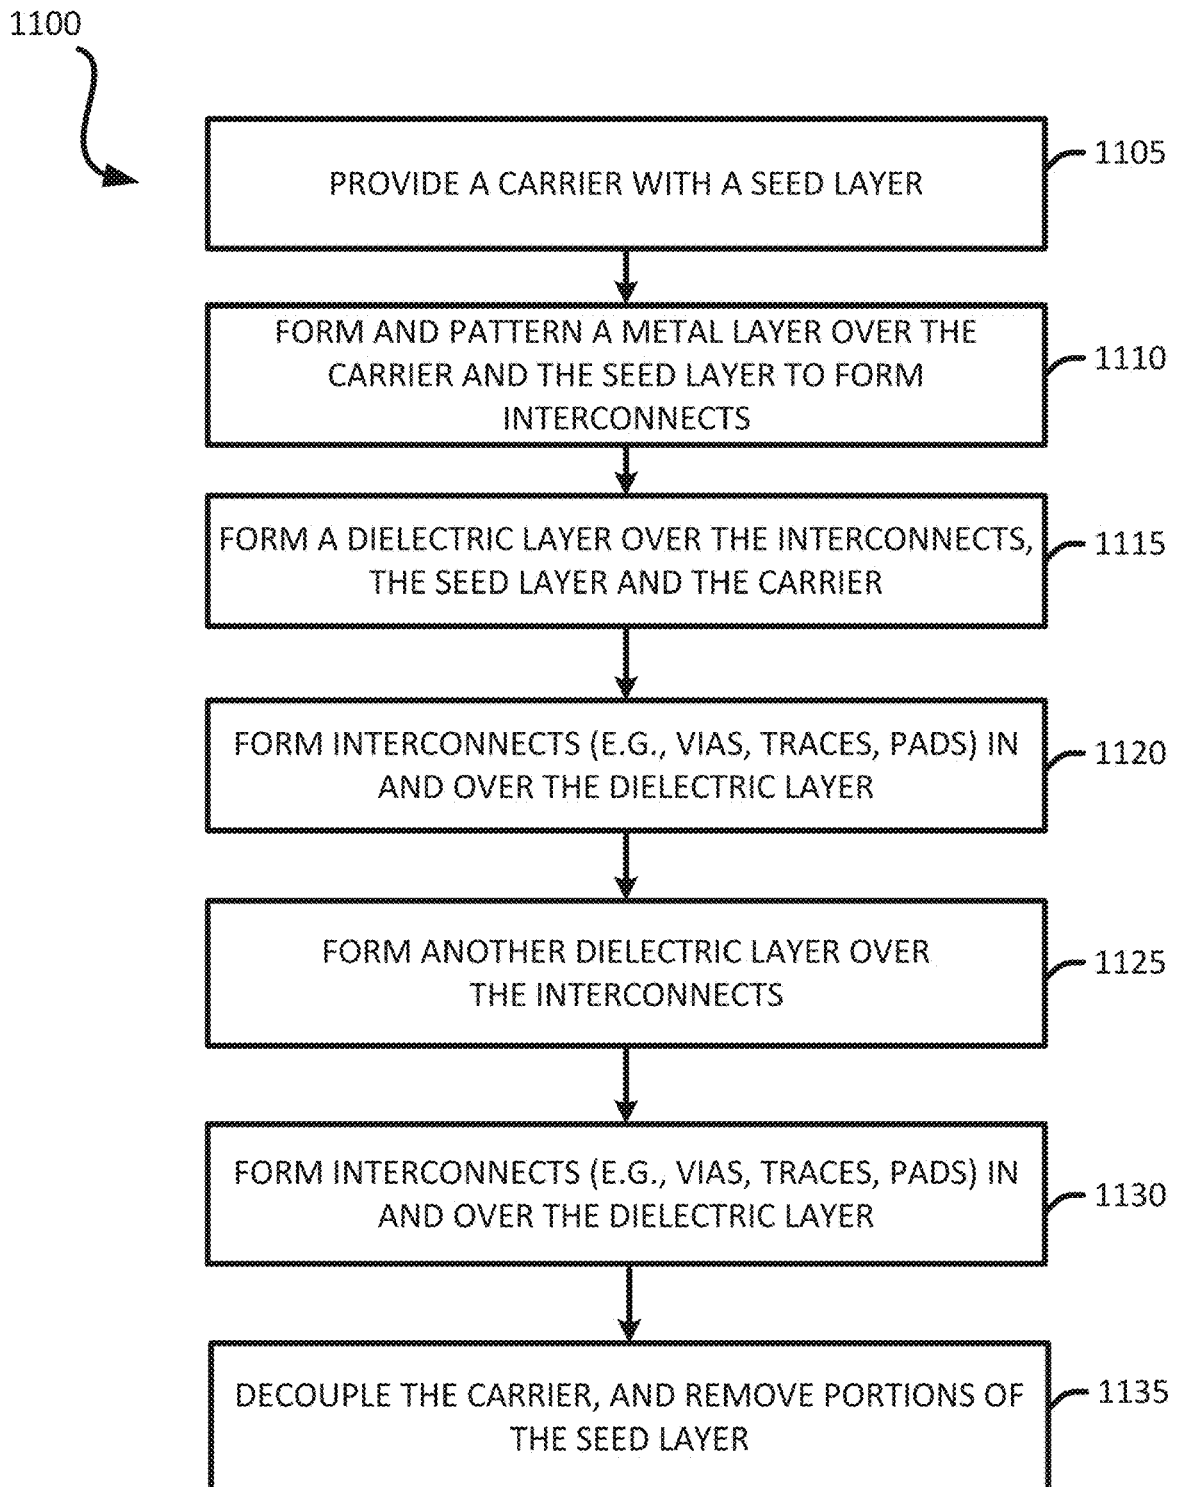 1100
PROVIDE A CARRIER WITH A SEED LAYER
1105
FORM AND PATTERN A METAL LAYER OVER THE
CARRIER AND THE SEED LAYER TO FORM
INTERCONNECTS
1110
FORM A DIELECTRIC LAYER OVER THE INTERCONNECTS,
THE SEED LAYER AND THE CARRIER
1115
FORM INTERCONNECTS (E.G., VIAS, TRACES, PADS) IN
AND OVER THE DIELECTRIC LAYER
1120
FORM ANOTHER DIELECTRIC LAYER OVER
THE INTERCONNECTS
1125
FORM INTERCONNECTS (E.G., VIAS, TRACES, PADS) IN
AND OVER THE DIELECTRIC LAYER
1130
DECOUPLE THE CARRIER, AND REMOVE PORTIONS OF
THE SEED LAYER
1135